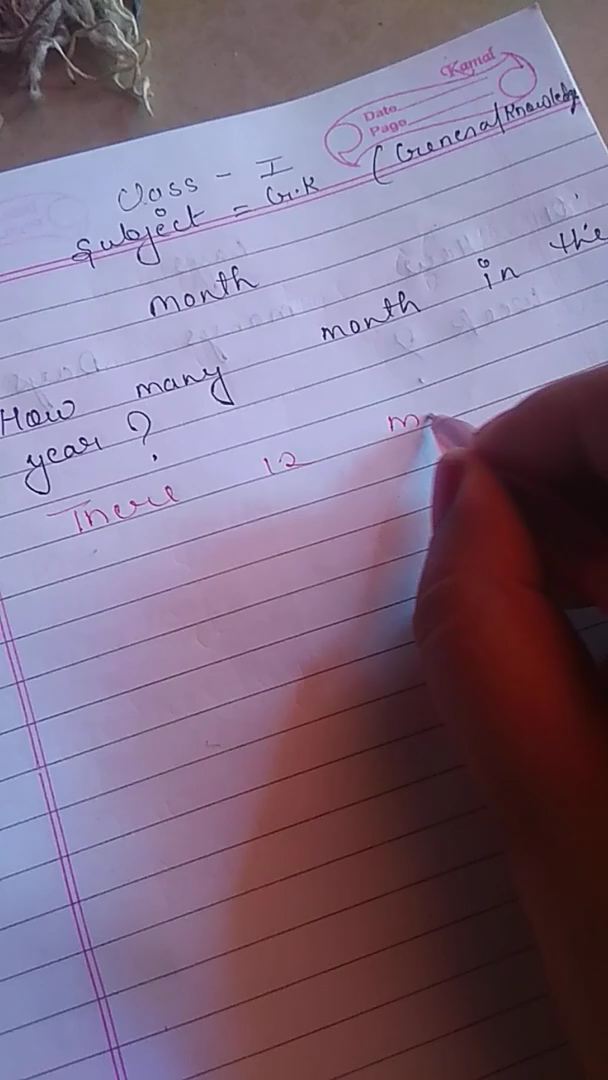 Kamal
Date
Page
Class - I
Subject = G.K (General Knowledge
month
How many month in the
year?
There 12 m